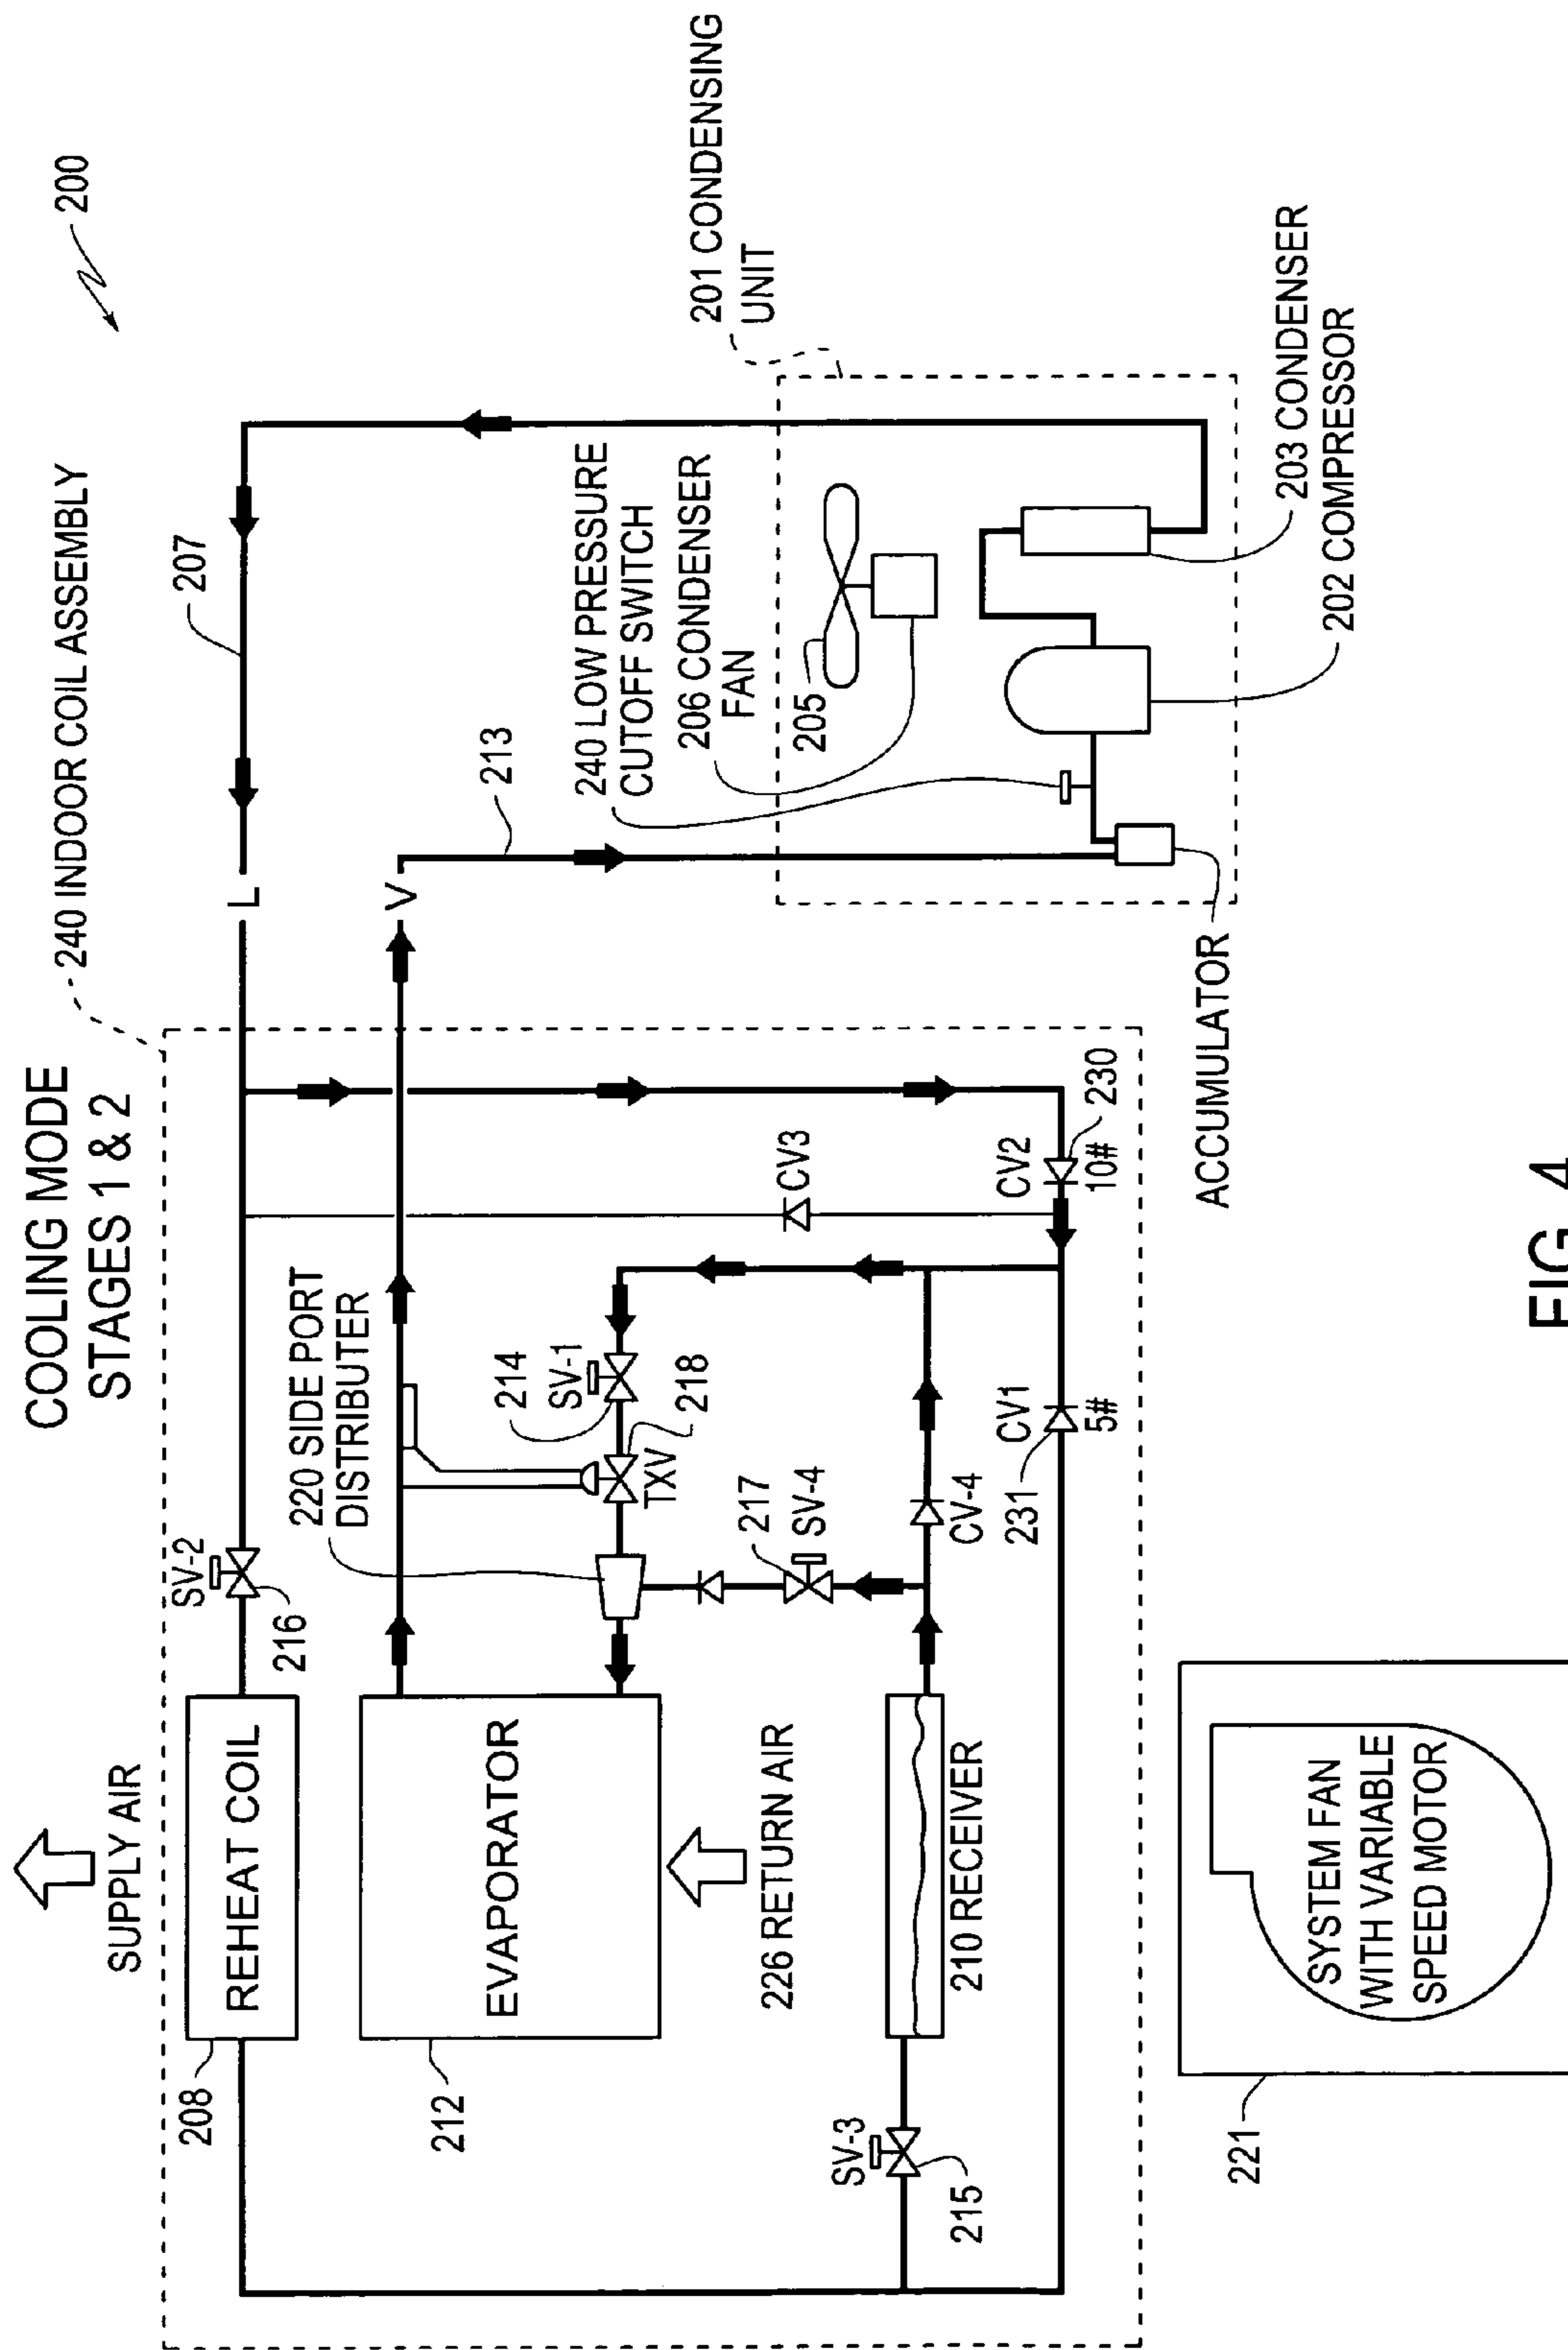 COOLING MODE
STAGES 1 & 2
200
240 INDOOR COIL ASSEMBLY
207
SUPPLY AIR
208
REHEAT COIL
SV-2
216
L
V
213
201 CONDENSING
UNIT
240 LOW PRESSURE
CUTOFF SWITCH
206 CONDENSER
FAN
205
203 CONDENSER
202 COMPRESSOR
ACCUMULATOR
212
EVAPORATOR
220 SIDE PORT
DISTRIBUTER
214
SV-1
218
TXV
217
SV-4
CV3
CV2
10#
230
226 RETURN AIR
210 RECEIVER
CV-4
231
CV1
5#
SV-3
215
221
SYSTEM FAN
WITH VARIABLE
SPEED MOTOR
FIG. 4